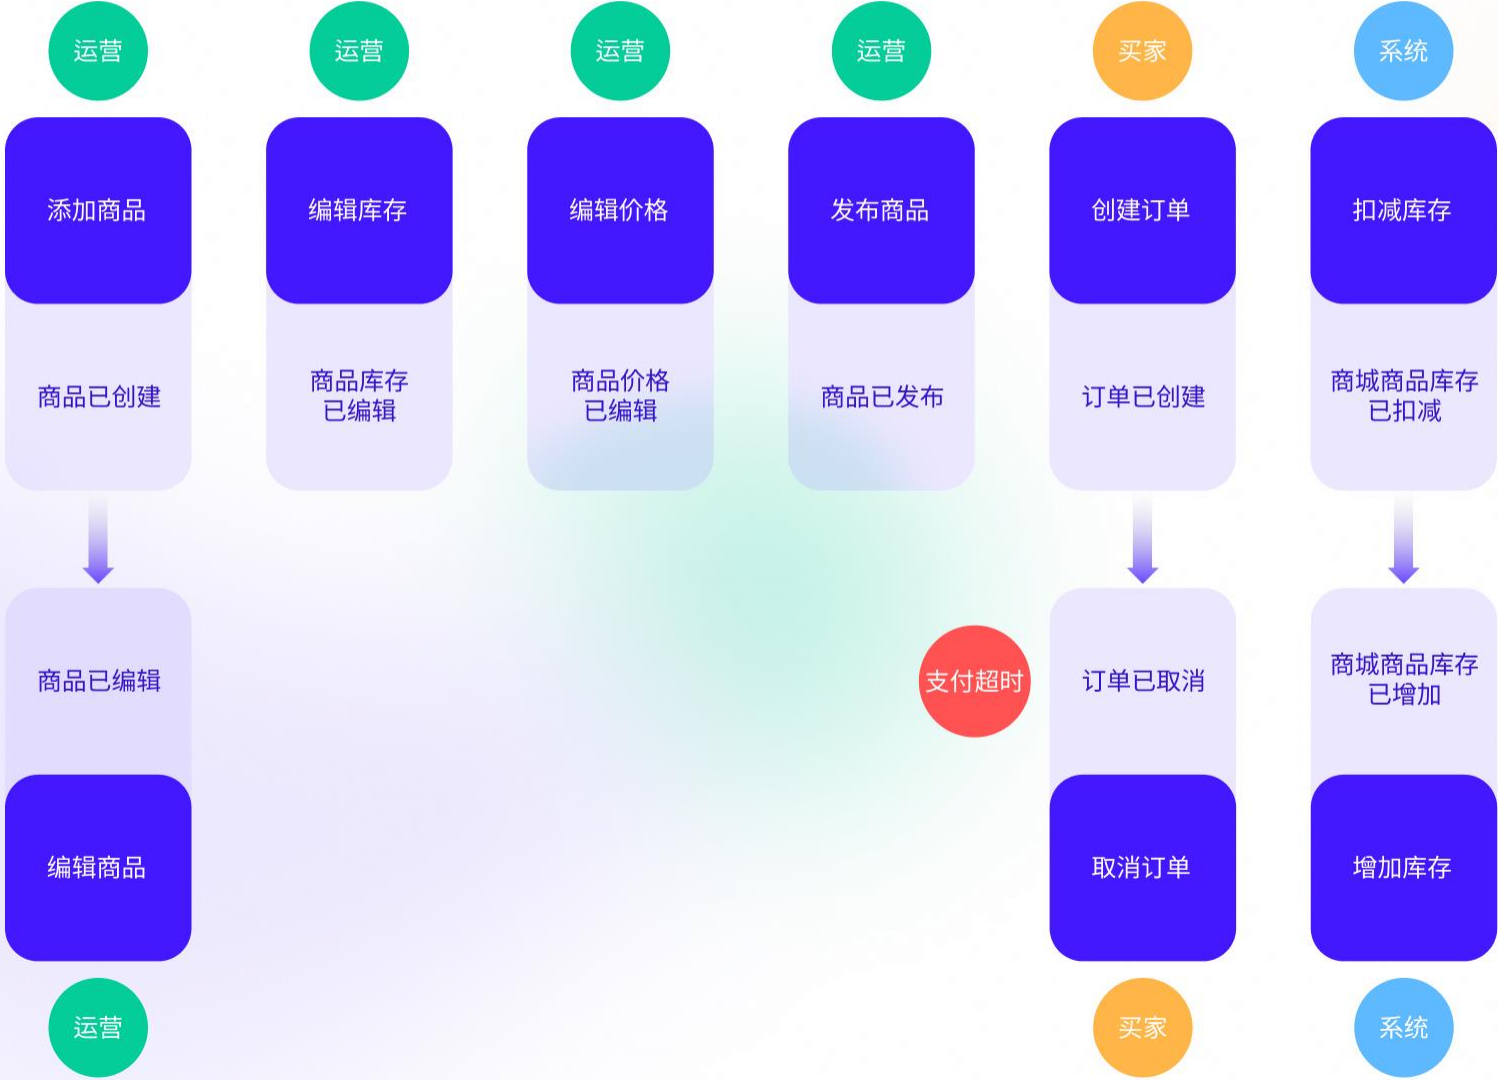 运营
运营
运营
运营
买家
系统
添加商品
编辑库存
编辑价格
发布商品
创建订单
扣减库存
商品已创建
商品库存
已编辑
商品价格
已编辑
商品已发布
订单已创建
商城商品库存
已扣减
商品已编辑
支付超时
订单已取消
商城商品库存
已增加
编辑商品
取消订单
增加库存
运营
买家
系统